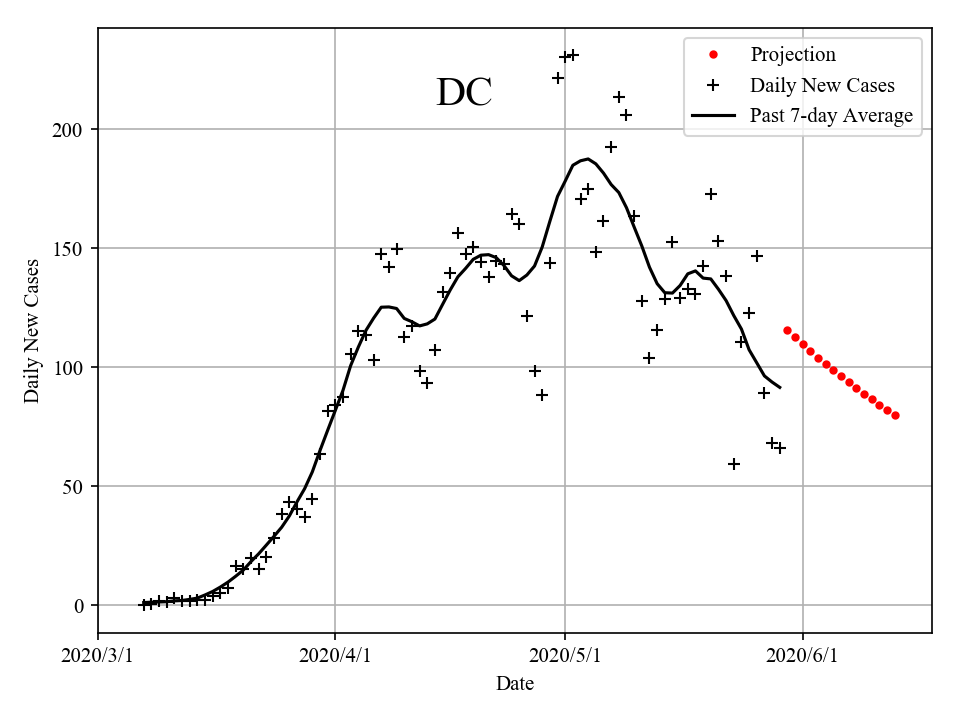 DC
Projection
Daily New Cases
Past 7-day Average
Daily New Cases
200
150
100
50
0
2020/3/1 2020/4/1 2020/5/1 2020/6/1
Date